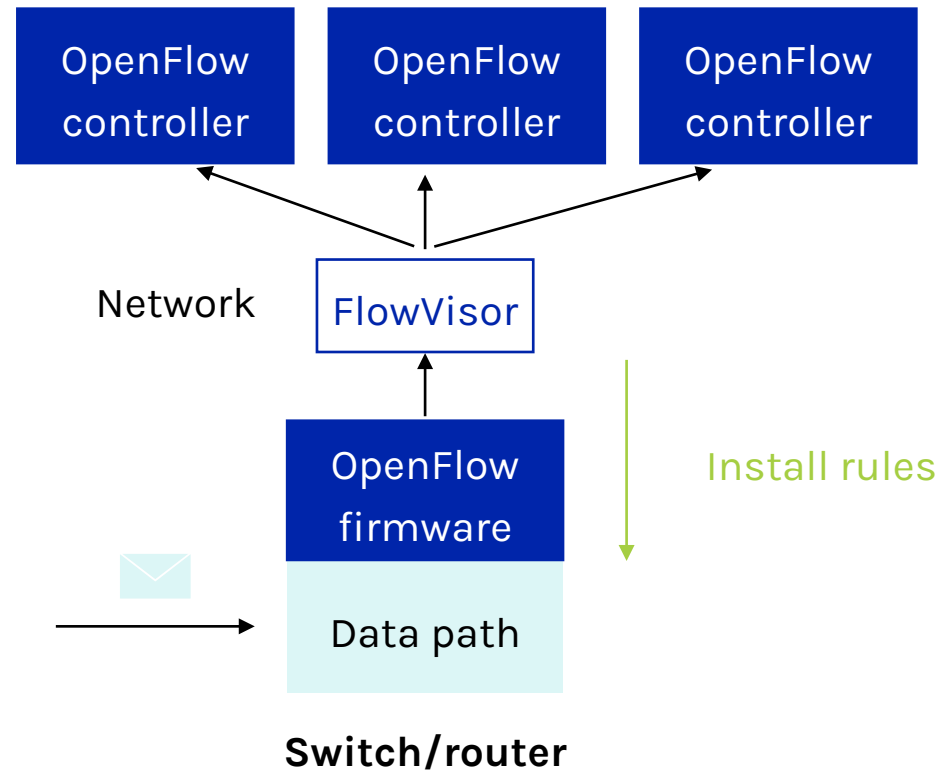 OpenFlow
controller
OpenFlow
controller
OpenFlow
controller
Network
FlowVisor
OpenFlow
firmware
Install rules
Data path
Switch/router